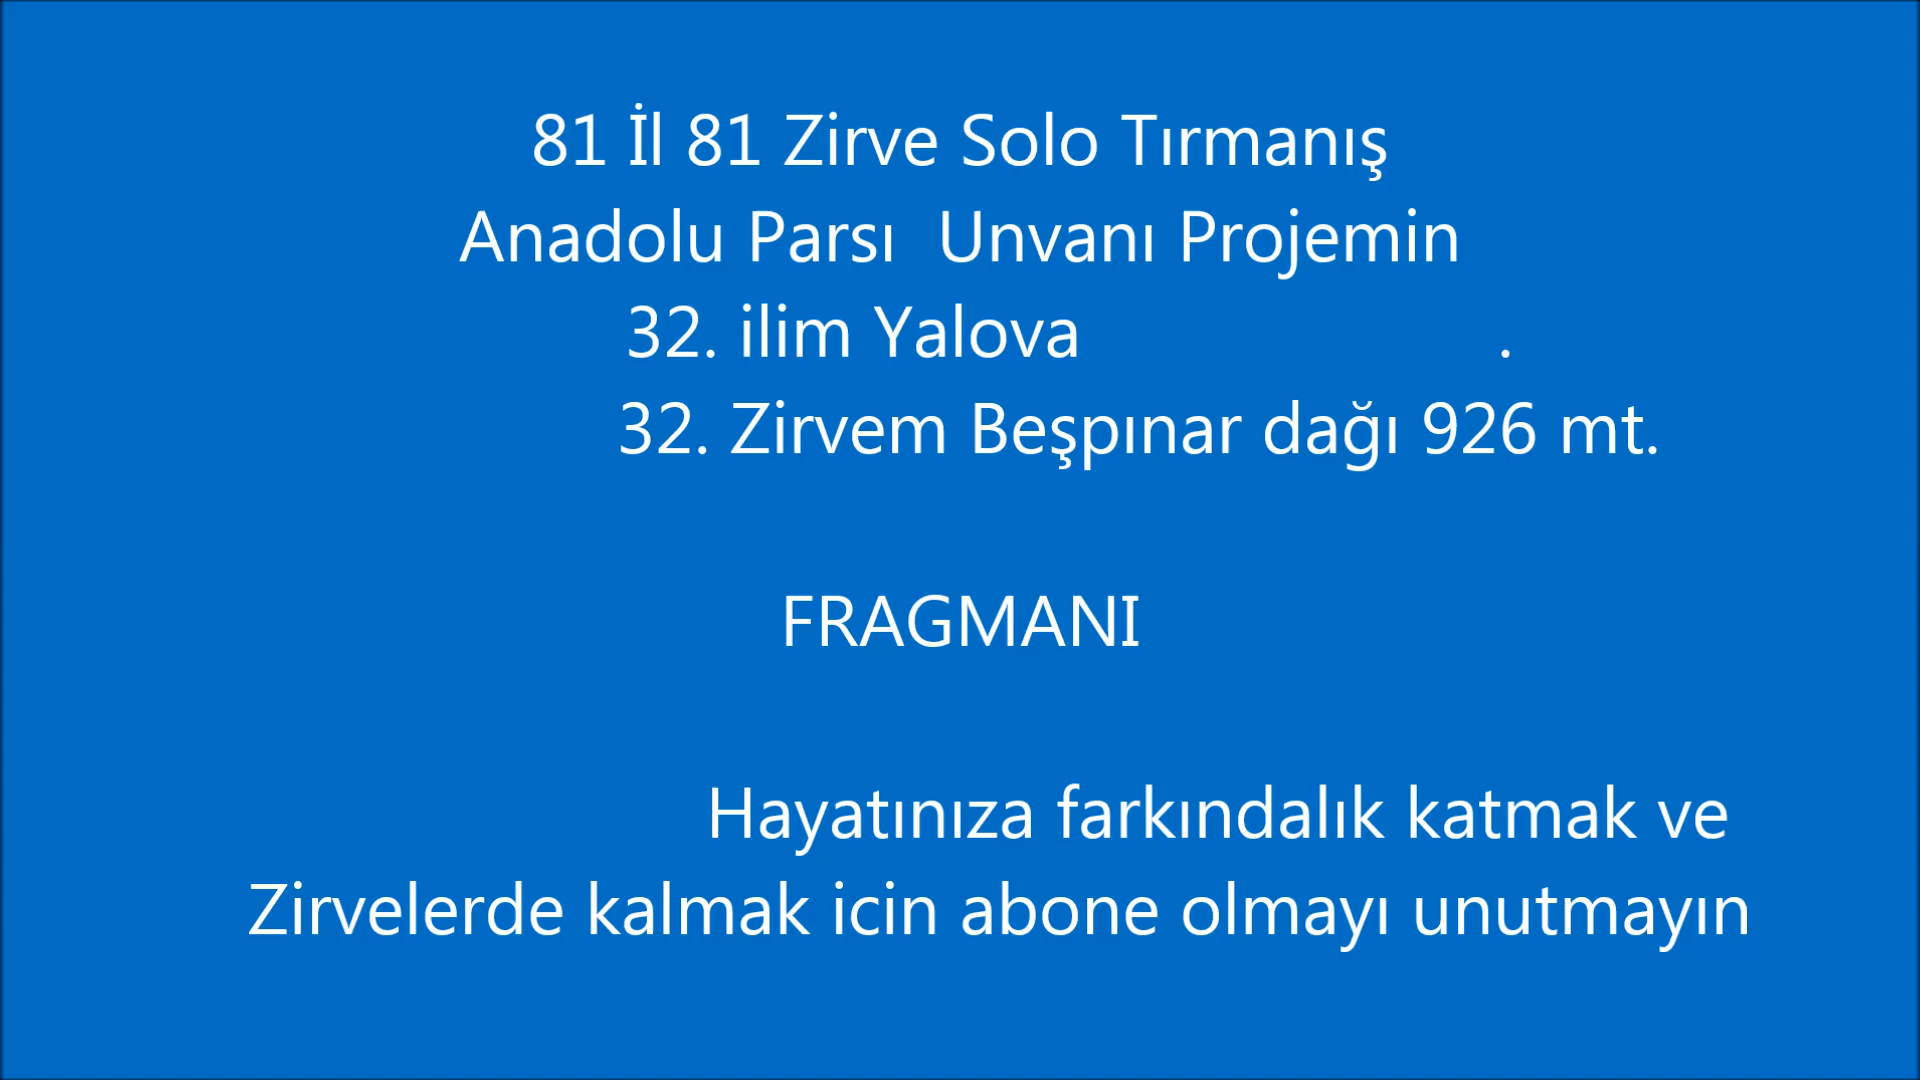 81 İl 81 Zirve Solo Tırmanış
Anadolu Parsı  Unvanı Projemin
32. ilim Yalova .
32. Zirvem Beşpınar dağı 926 mt.
FRAGMANI
Hayatınıza farkındalık katmak ve
Zirvelerde kalmak icin abone olmayı unutmayın